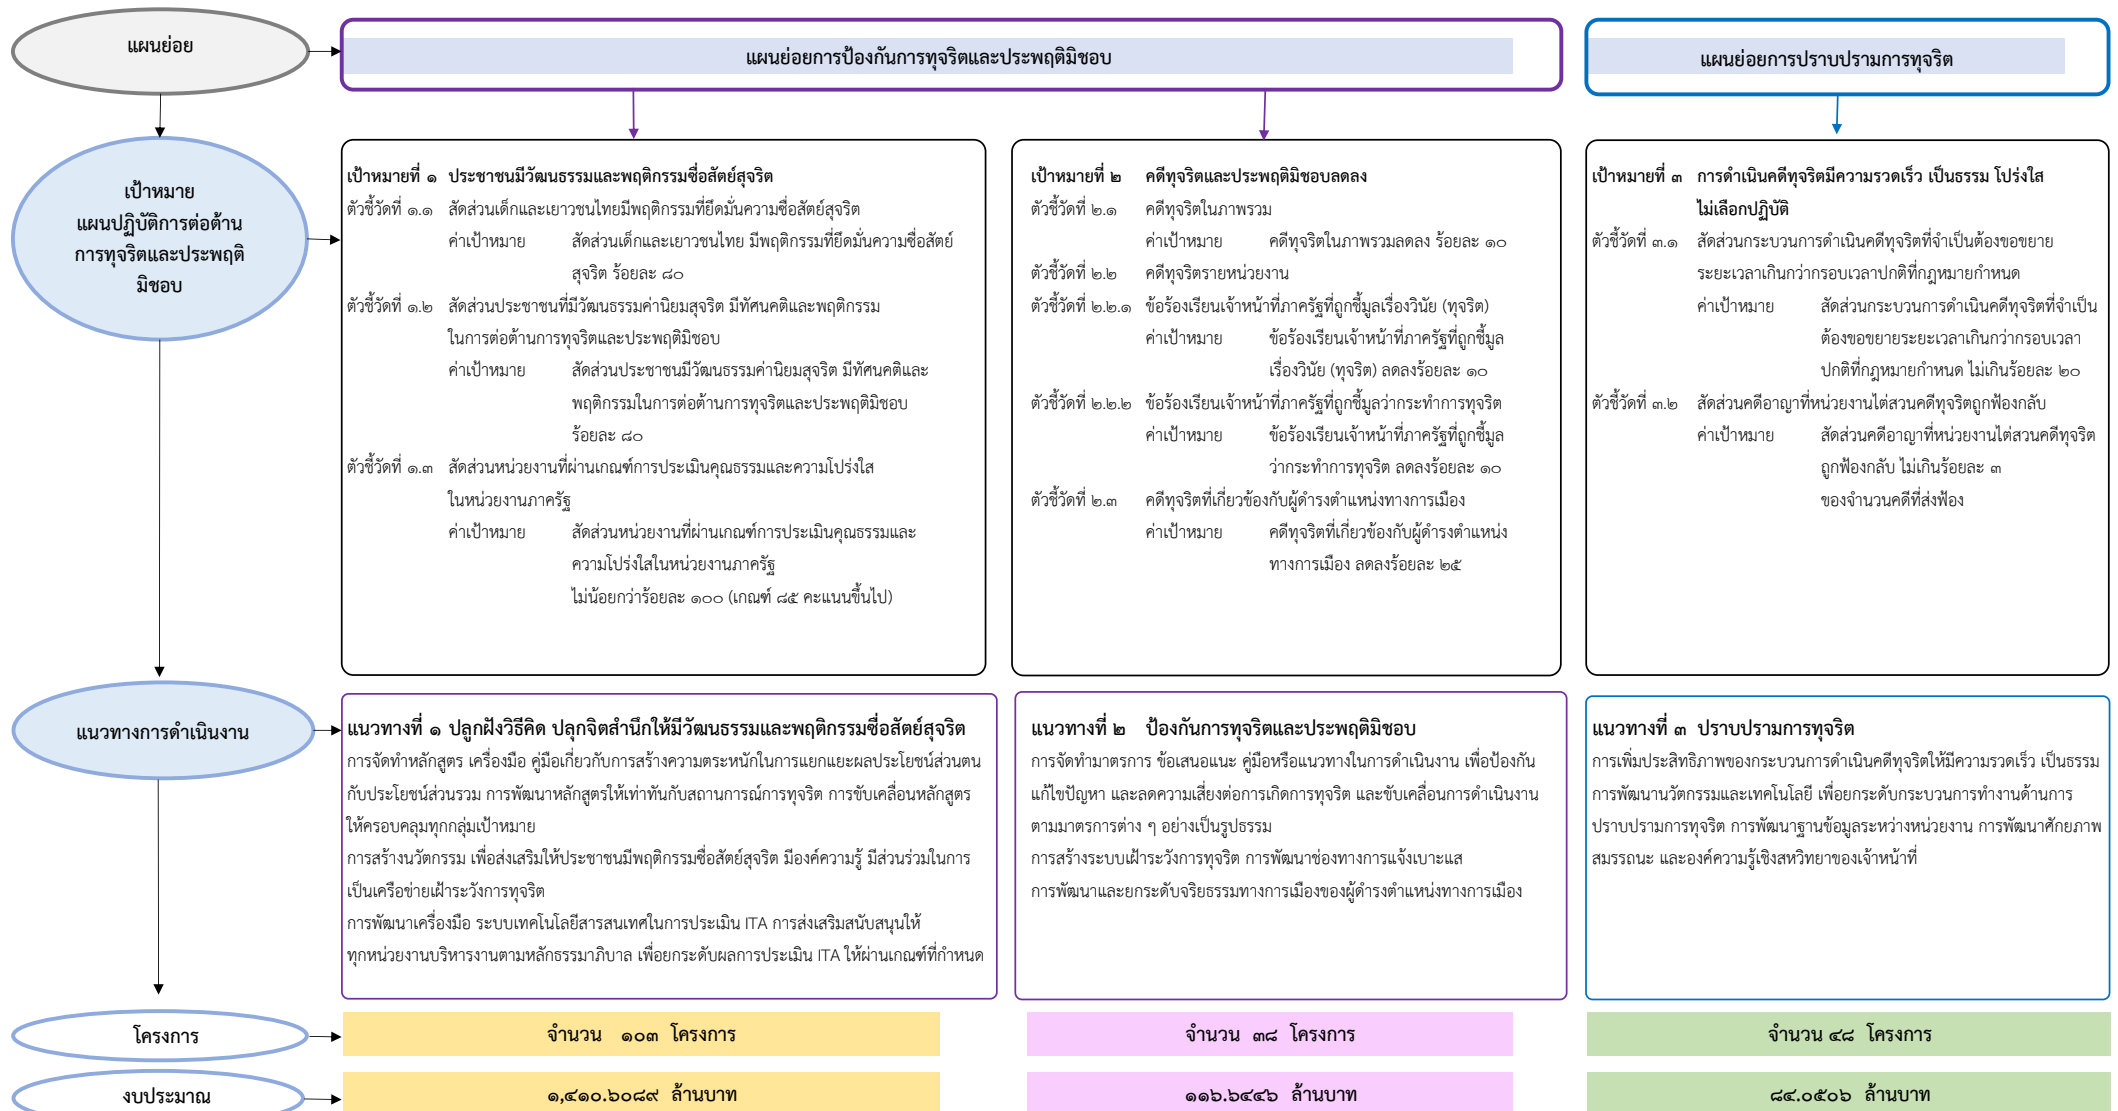 แผนย่อย
แผนย่อยการป้องกันการทุจริตและประพฤติมิชอบ
แผนย่อยการปราบปรามการทุจริต
เป้าหมาย
แผนปฏิบัติการต่อต้าน
การทุจริตและประพฤติ
มิชอบ
เป้าหมายที่ ๑ ประชาชนมีวัฒนธรรมและพฤติกรรมซื่อสัตย์สุจริต
ตัวชี้วัดที่ ๑.๑ สัดส่วนเด็กและเยาวชนไทยมีพฤติกรรมที่ยึดมั่นความซื่อสัตย์สุจริต
ค่าเป้าหมาย สัดส่วนเด็กและเยาวชนไทย มีพฤติกรรมที่ยึดมั่นความซื่อสัตย์
สุจริต ร้อยละ ๘๐
ตัวชี้วัดที่ ๑.๒ สัดส่วนประชาชนที่มีวัฒนธรรมค่านิยมสุจริต มีทัศนคติและพฤติกรรม
ในการต่อต้านการทุจริตและประพฤติมิชอบ
ค่าเป้าหมาย สัดส่วนประชาชนมีวัฒนธรรมค่านิยมสุจริต มีทัศนคติและ
พฤติกรรมในการต่อต้านการทุจริตและประพฤติมิชอบ
ร้อยละ ๘๐
ตัวชี้วัดที่ ๑.๓ สัดส่วนหน่วยงานที่ผ่านเกณฑ์การประเมินคุณธรรมและความโปร่งใส
ในหน่วยงานภาครัฐ
ค่าเป้าหมาย สัดส่วนหน่วยงานที่ผ่านเกณฑ์การประเมินคุณธรรมและ
ความโปร่งใสในหน่วยงานภาครัฐ
ไม่น้อยกว่าร้อยละ ๑๐๐ (เกณฑ์ ๘๕ คะแนนขึ้นไป)
เป้าหมายที่ ๒ คดีทุจริตและประพฤติมิชอบลดลง
ตัวชี้วัดที่ ๒.๑ คดีทุจริตในภาพรวม
ค่าเป้าหมาย คดีทุจริตในภาพรวมลดลง ร้อยละ ๑๐
ตัวชี้วัดที่ ๒.๒ คดีทุจริตรายหน่วยงาน
ตัวชี้วัดที่ ๒.๒.๑ ข้อร้องเรียนเจ้าหน้าที่ภาครัฐที่ถูกชี้มูลเรื่องวินัย (ทุจริต)
ค่าเป้าหมาย ข้อร้องเรียนเจ้าหน้าที่ภาครัฐที่ถูกชี้มูล
เรื่องวินัย (ทุจริต) ลดลงร้อยละ ๑๐
ตัวชี้วัดที่ ๒.๒.๒ ข้อร้องเรียนเจ้าหน้าที่ภาครัฐที่ถูกชี้มูลว่ากระทำการทุจริต
ค่าเป้าหมาย ข้อร้องเรียนเจ้าหน้าที่ภาครัฐที่ถูกชี้มูล
ว่ากระทำการทุจริต ลดลงร้อยละ ๑๐
ตัวชี้วัดที่ ๒.๓ คดีทุจริตที่เกี่ยวข้องกับผู้ดำรงตำแหน่งทางการเมือง
ค่าเป้าหมาย คดีทุจริตที่เกี่ยวข้องกับผู้ดำรงตำแหน่ง
ทางการเมือง ลดลงร้อยละ ๒๕
เป้าหมายที่ ๓ การดำเนินคดีทุจริตมีความรวดเร็ว เป็นธรรม โปร่งใส
ไม่เลือกปฏิบัติ
ตัวชี้วัดที่ ๓.๑ สัดส่วนกระบวนการดำเนินคดีทุจริตที่จำเป็นต้องขอขยาย
ระยะเวลาเกินกว่ากรอบเวลาปกติที่กฎหมายกำหนด
ค่าเป้าหมาย สัดส่วนกระบวนการดำเนินคดีทุจริตที่จำเป็น
ต้องขอขยายระยะเวลาเกินกว่ากรอบเวลา
ปกติที่กฎหมายกำหนด ไม่เกินร้อยละ ๒๐
ตัวชี้วัดที่ ๓.๒ สัดส่วนคดีอาญาที่หน่วยงานไต่สวนคดีทุจริตถูกฟ้องกลับ
ค่าเป้าหมาย สัดส่วนคดีอาญาที่หน่วยงานไต่สวนคดีทุจริต
ถูกฟ้องกลับ ไม่เกินร้อยละ ๓
ของจำนวนคดีที่ส่งฟ้อง
แนวทางการดำเนินงาน
แนวทางที่ ๑ ปลูกฝังวิธีคิด ปลุกจิตสำนึกให้มีวัฒนธรรมและพฤติกรรมซื่อสัตย์สุจริต
การจัดทำหลักสูตร เครื่องมือ คู่มือเกี่ยวกับการสร้างความตระหนักในการแยกแยะผลประโยชน์ส่วนตน
กับประโยชน์ส่วนรวม การพัฒนาหลักสูตรให้เท่าทันกับสถานการณ์การทุจริต การขับเคลื่อนหลักสูตร
ให้ครอบคลุมทุกกลุ่มเป้าหมาย
การสร้างนวัตกรรม เพื่อส่งเสริมให้ประชาชนมีพฤติกรรมซื่อสัตย์สุจริต มีองค์ความรู้ มีส่วนร่วมในการ
เป็นเครือข่ายเฝ้าระวังการทุจริต
การพัฒนาเครื่องมือ ระบบเทคโนโลยีสารสนเทศในการประเมิน ITA การส่งเสริมสนับสนุนให้
ทุกหน่วยงานบริหารงานตามหลักธรรมาภิบาล เพื่อยกระดับผลการประเมิน ITA ให้ผ่านเกณฑ์ที่กำหนด
แนวทางที่ ๒ ป้องกันการทุจริตและประพฤติมิชอบ
การจัดทำมาตรการ ข้อเสนอแนะ คู่มือหรือแนวทางในการดำเนินงาน เพื่อป้องกัน
แก้ไขปัญหา และลดความเสี่ยงต่อการเกิดการทุจริต และขับเคลื่อนการดำเนินงาน
ตามมาตรการต่าง ๆ อย่างเป็นรูปธรรม
การสร้างระบบเฝ้าระวังการทุจริต การพัฒนาช่องทางการแจ้งเบาะแส
การพัฒนาและยกระดับจริยธรรมทางการเมืองของผู้ดำรงตำแหน่งทางการเมือง
แนวทางที่ ๓ ปราบปรามการทุจริต
การเพิ่มประสิทธิภาพของกระบวนการดำเนินคดีทุจริตให้มีความรวดเร็ว เป็นธรรม
การพัฒนานวัตกรรมและเทคโนโลยี เพื่อยกระดับกระบวนการทำงานด้านการ
ปราบปรามการทุจริต การพัฒนาฐานข้อมูลระหว่างหน่วยงาน การพัฒนาศักยภาพ
สมรรถนะ และองค์ความรู้เชิงสหวิทยาของเจ้าหน้าที่
โครงการ
จำนวน ๑๐๓ โครงการ
จำนวน ๓๘ โครงการ
จำนวน ๔๘ โครงการ
งบประมาณ
๑,๔๑๐.๖๐๘๙ ล้านบาท
๑๑๖.๖๔๔๖ ล้านบาท
๘๔.๐๕๐๖ ล้านบาท